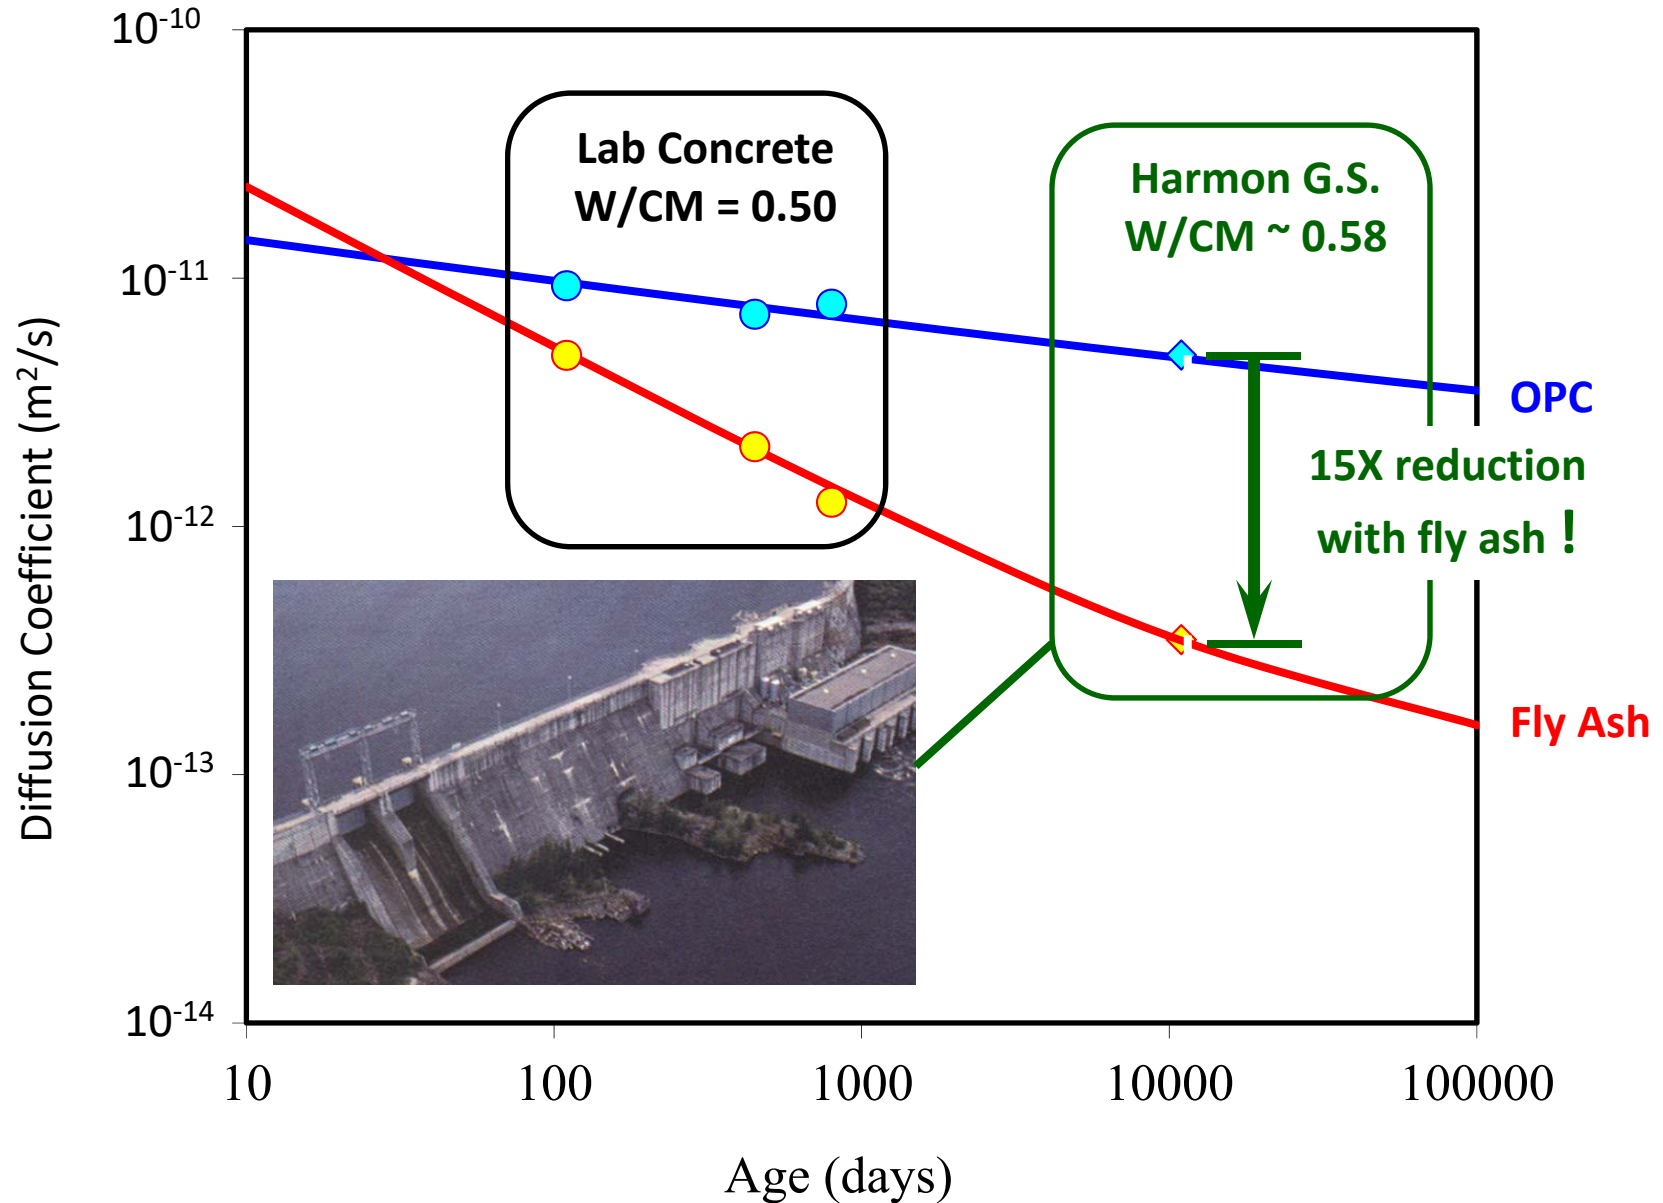 10⁻¹⁰
10⁻¹¹
10⁻¹²
10⁻¹³
10⁻¹⁴
Diffusion Coefficient (m²/s)
Lab Concrete
W/CM = 0.50
Harmon G.S.
W/CM ~ 0.58
OPC
15X reduction
with fly ash !
Fly Ash
10
100
1000
10000
100000
Age (days)